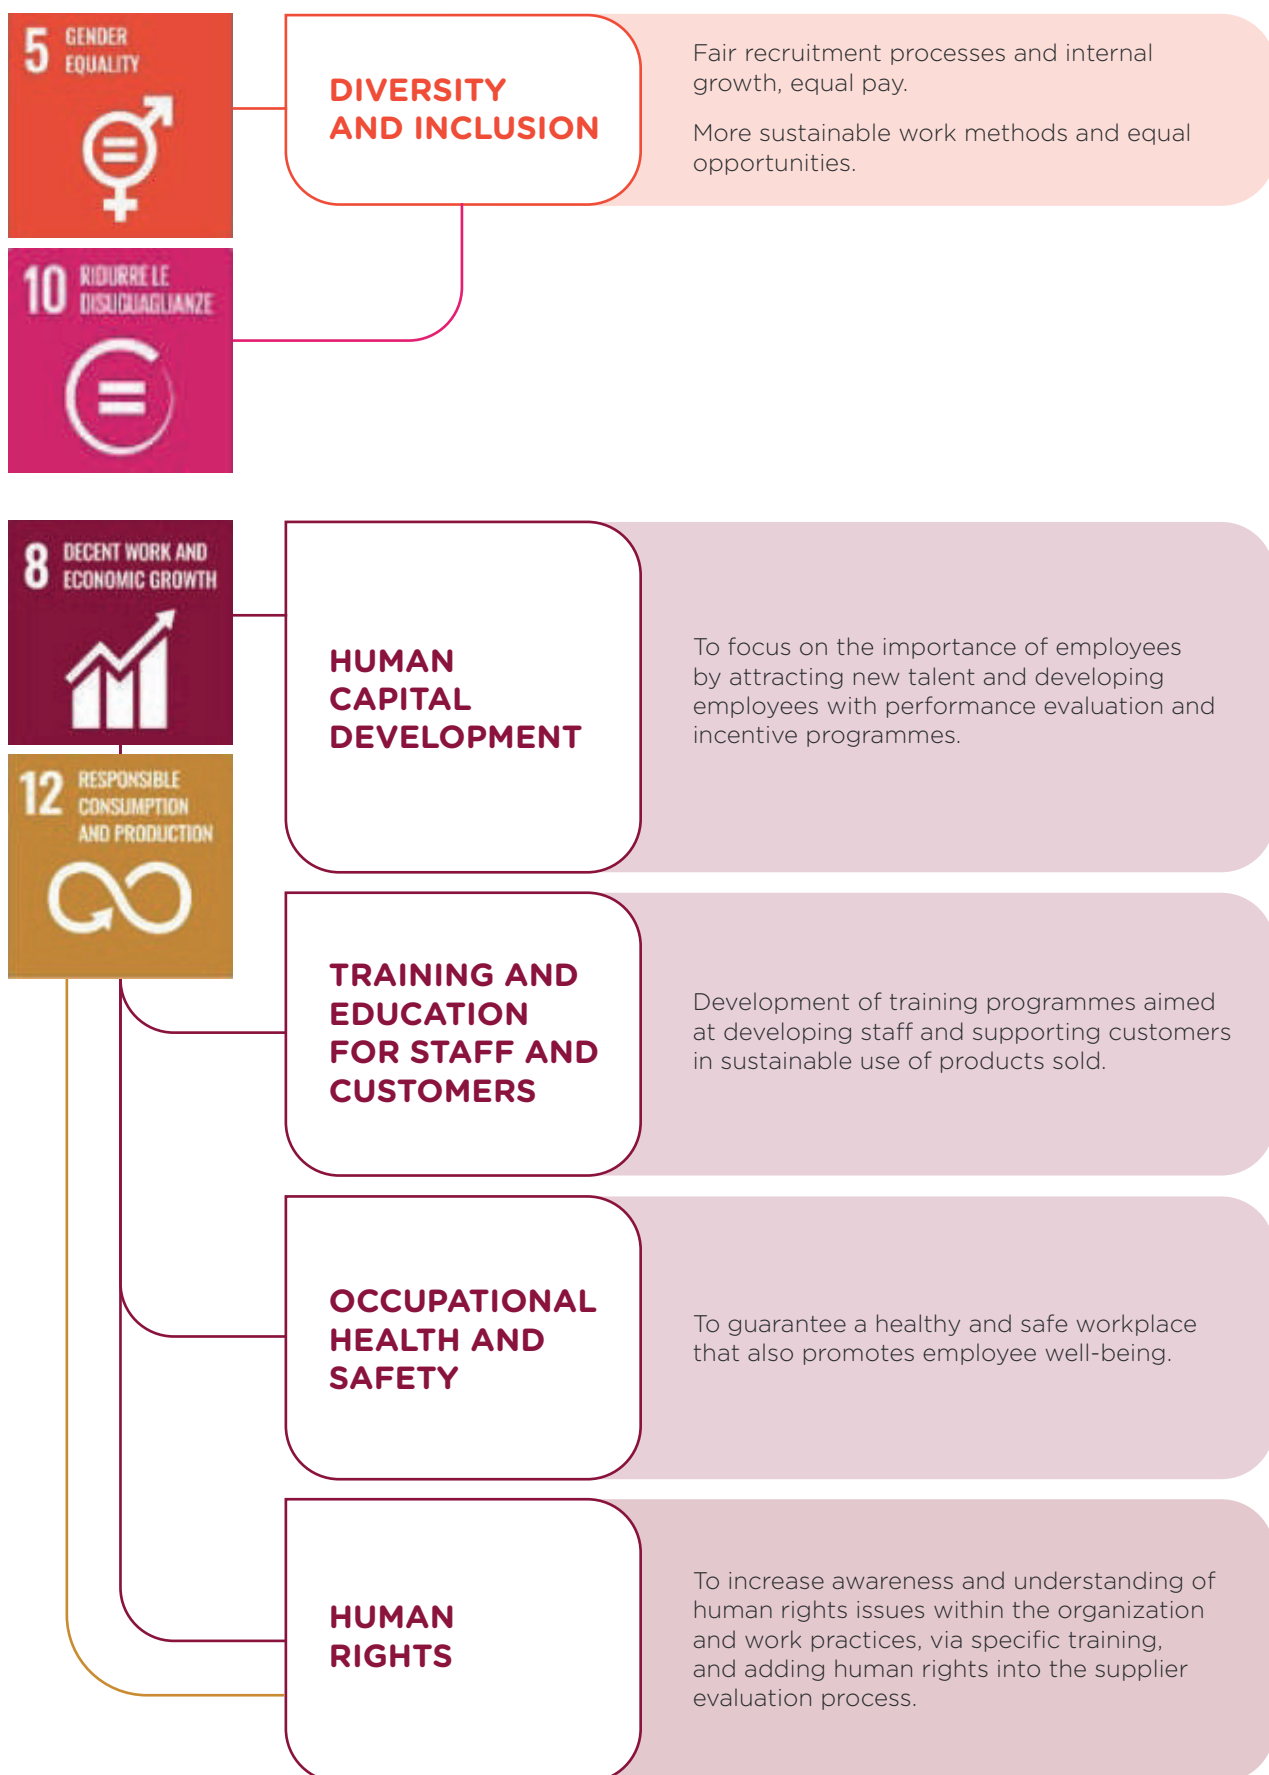 5 GENDER
EQUALITY
DIVERSITY
AND INCLUSION
Fair recruitment processes and internal
growth, equal pay.
More sustainable work methods and equal
opportunities.
10 RIDURRE LE
DISUGUAGLIANZE
8 DECENT WORK AND
ECONOMIC GROWTH
HUMAN
CAPITAL
DEVELOPMENT
To focus on the importance of employees
by attracting new talent and developing
employees with performance evaluation and
incentive programmes.
12 RESPONSIBLE
CONSUMPTION
AND PRODUCTION
TRAINING AND
EDUCATION
FOR STAFF AND
CUSTOMERS
Development of training programmes aimed
at developing staff and supporting customers
in sustainable use of products sold.
OCCUPATIONAL
HEALTH AND
SAFETY
To guarantee a healthy and safe workplace
that also promotes employee well-being.
HUMAN
RIGHTS
To increase awareness and understanding of
human rights issues within the organization
and work practices, via specific training,
and adding human rights into the supplier
evaluation process.